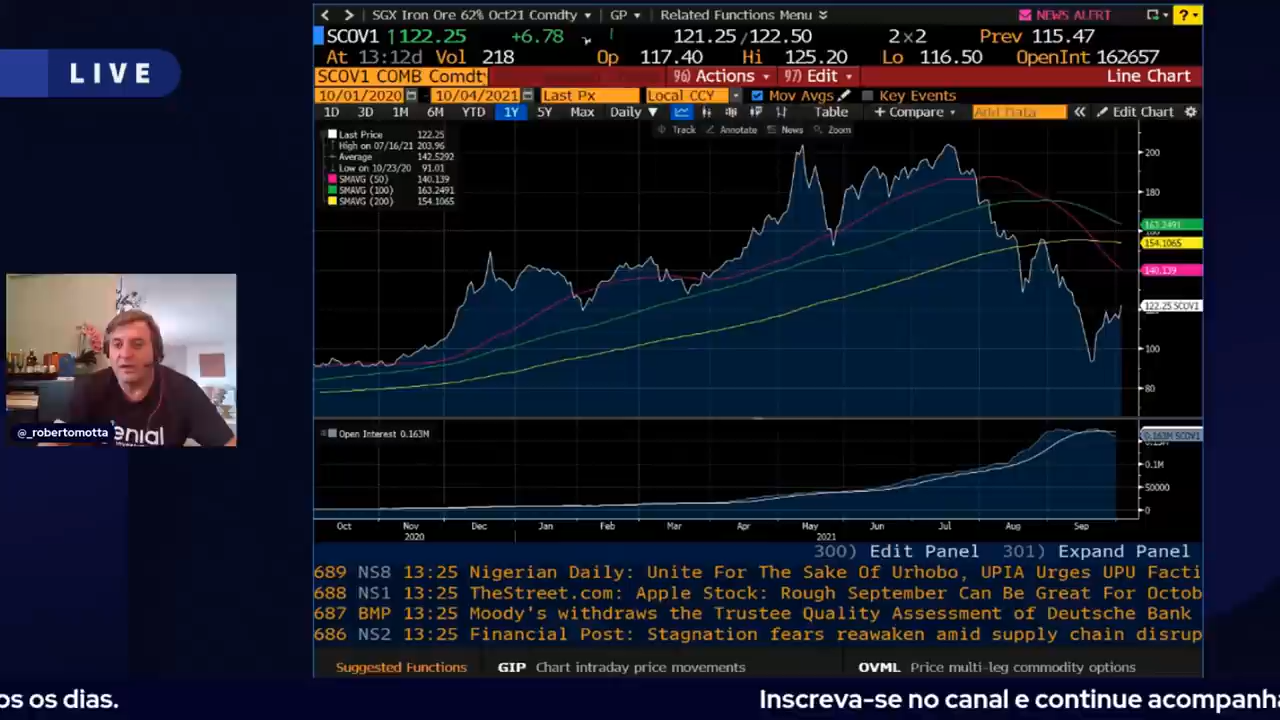 SGX Iron Ore 62% Oct21 Comdty GP Related Functions Menu NEWS ALERT ?
SCOV1 122.25 +6.78 121.25/122.50 2×2 Prev 115.47
At 13:12d Vol 218 Op 117.40 Hi 125.20 Lo 116.50 OpenInt 162657
SCOV1 COMB Comdty 96) Actions 97) Edit Line Chart
10/01/2020 - 10/04/2021 Last Px Local CCY Mov Avgs Key Events
1D 3D 1M 6M YTD 1Y 5Y Max Daily Table + Compare Add Data Edit Chart
Track Annotate News Zoom
LIVE
Last Price 122.25
High on 07/16/21 203.96
Average 142.5292
Low on 10/23/20 91.01
SMAVG (50) 140.139
SMAVG (100) 163.2491
SMAVG (200) 154.1065
200
180
163.2491
154.1065
140.139
122.25 SCOV1
100
80
@_robertomotta
enial
Open Interest 0.163M
0.163M SCOV1
0.1M
50000
0
Oct Nov Dec Jan Feb Mar Apr May Jun Jul Aug Sep
2020 2021
300) Edit Panel 301) Expand Panel
689 NS8 13:25 Nigerian Daily: Unite For The Sake Of Urhobo, UPIA Urges UPU Facti
688 NS1 13:25 TheStreet.com: Apple Stock: Rough September Can Be Great For Octob
687 BMP 13:25 Moody's withdraws the Trustee Quality Assessment of Deutsche Bank
686 NS2 13:25 Financial Post: Stagnation fears reawaken amid supply chain disrup
Suggested Functions GIP Chart intraday price movements OVML Price multi-leg commodity options
os os dias. Inscreva-se no canal e continue acompanha